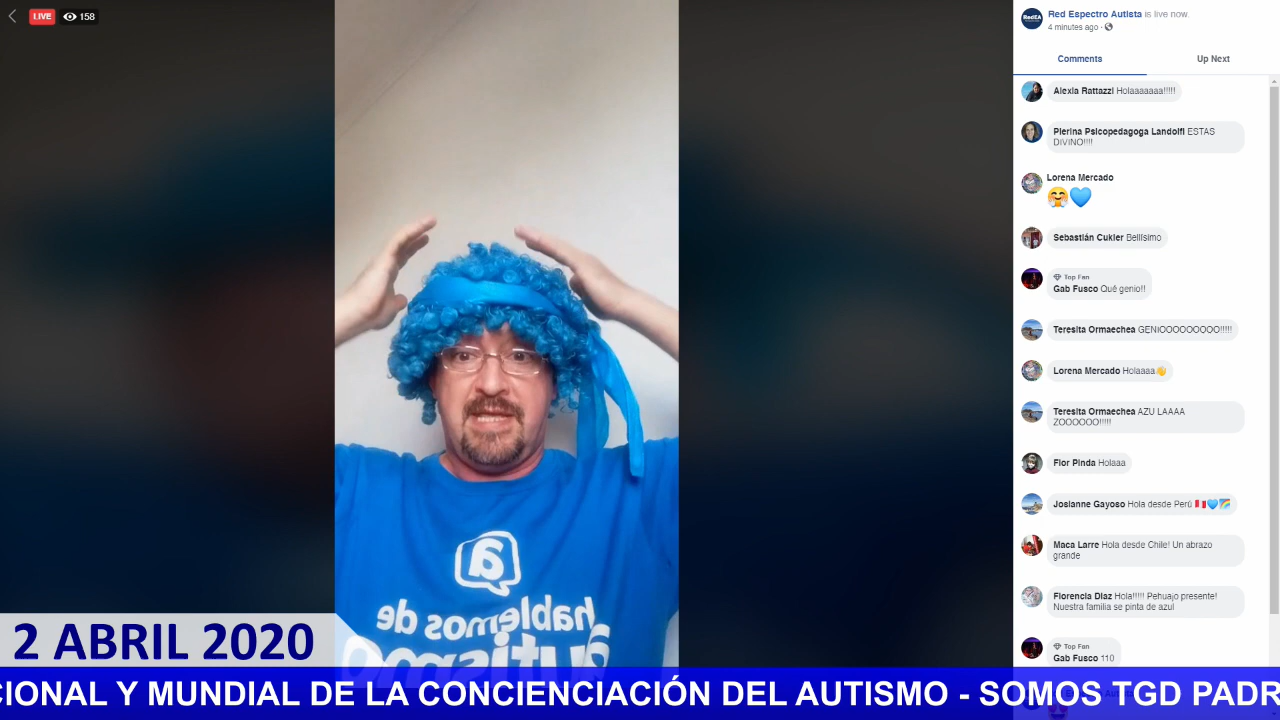 LIVE
158
Red Espectro Autista is live now
4 minutes ago ·
RedEA
Comments
Up Next
Alexia Rattazzi Holaaaaaaa!!!!!
Pierina Psicopedagoga Landolfi ESTAS
DIVINO!!!!
Lorena Mercado
Sebastián Cukier Bellísimo
Top Fan
Gab Fusco Qué genio!!
Teresita Ormaechea GENIOOOOOOOOO!!!!!
Lorena Mercado Holaaaa👋
Teresita Ormaechea AZU LAAAA
ZOOOOOO!!!!!
Flor Pinda Holaaa
Josianne Gayoso Hola desde Perú 🇵🇪💙🌈
Maca Larre Hola desde Chile! Un abrazo
grande
Florencia Diaz Hola!!!!! Pehuajo presente!
Nuestra familia se pinta de azul
Top Fan
Gab Fusco 110
a
hablemos de
autismo
2 ABRIL 2020
CIONAL Y MUNDIAL DE LA CONCIENCIACIÓN DEL AUTISMO - SOMOS TGD PADR